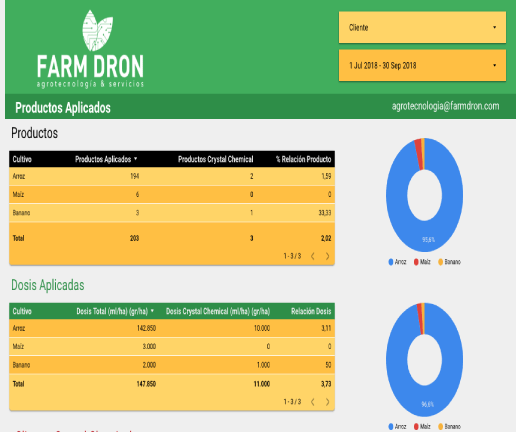 FARM DRON
agrotecnología & servicios
Cliente
1 Jul 2018 - 30 Sep 2018
Productos Aplicados
agrotecnologia@farmdron.com
Productos
Cultivo Productos Aplicados Productos Crystal Chemical % Relación Producto
Arroz 194 2 1,59
Maíz 6 0 0
Banano 3 1 33,33
Total 203 3 2,02
1 - 3 / 3
95,6%
Arroz Maíz Banano
Dosis Aplicadas
Cultivo Dosis Total (ml/ha) (gr/ha) Dosis Crystal Chemical (ml/ha) (gr/ha) Relación Dosis
Arroz 142.850 10.000 3,11
Maíz 3.000 0 0
Banano 2.000 1.000 50
Total 147.850 11.000 3,73
1 - 3 / 3
96,6%
Arroz Maíz Banano